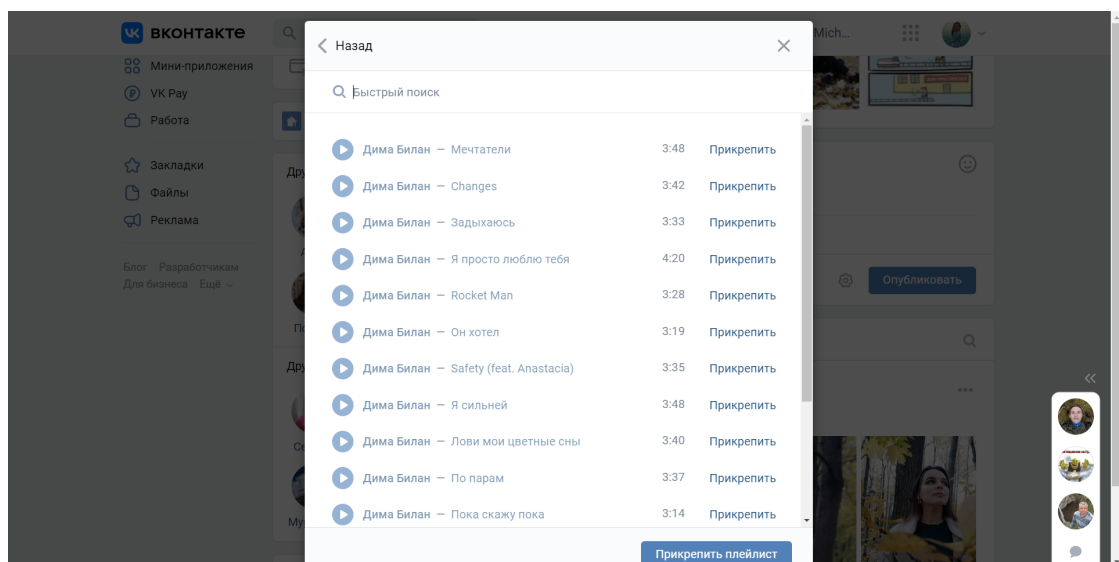 вконтакте
Mich...
Назад
Мини-приложения
VK Pay
Быстрый поиск
Работа
Дима Билан — Мечтатели 3:48 Прикрепить
Закладки
Дима Билан — Changes 3:42 Прикрепить
Файлы
Реклама
Дима Билан — Задыхаюсь 3:33 Прикрепить
Дима Билан — Я просто люблю тебя 4:20 Прикрепить
Блог Разработчикам
Для бизнеса Ещё
Опубликовать
Дима Билан — Rocket Man 3:28 Прикрепить
Дима Билан — Он хотел 3:19 Прикрепить
Дима Билан — Safety (feat. Anastacia) 3:35 Прикрепить
Дима Билан — Я сильней 3:48 Прикрепить
Дима Билан — Лови мои цветные сны 3:40 Прикрепить
Дима Билан — По парам 3:37 Прикрепить
Дима Билан — Пока скажу пока 3:14 Прикрепить
Прикрепить плейлист